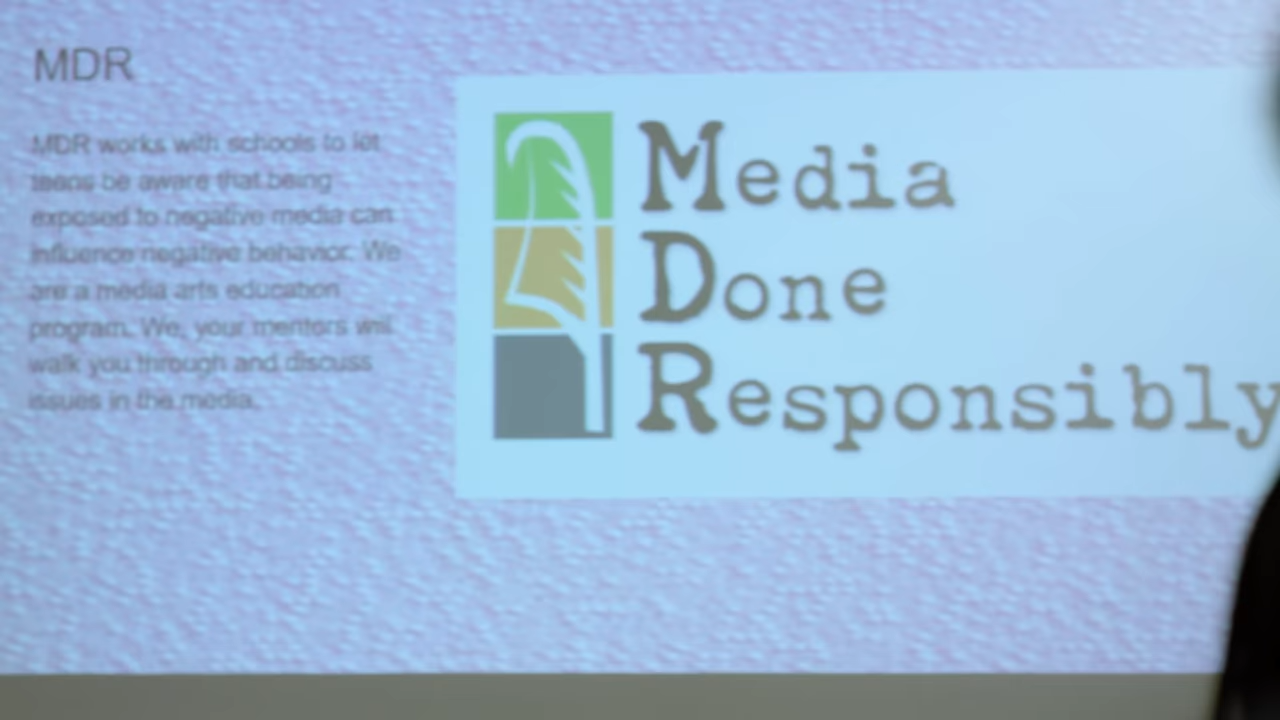 MDR
MDR works with schools to let
teens be aware that being
exposed to negative media can
influence negative behavior. We
are a media arts education
program. We, your mentors will
walk you through and discuss
issues in the media.
Media
Done
Responsibly